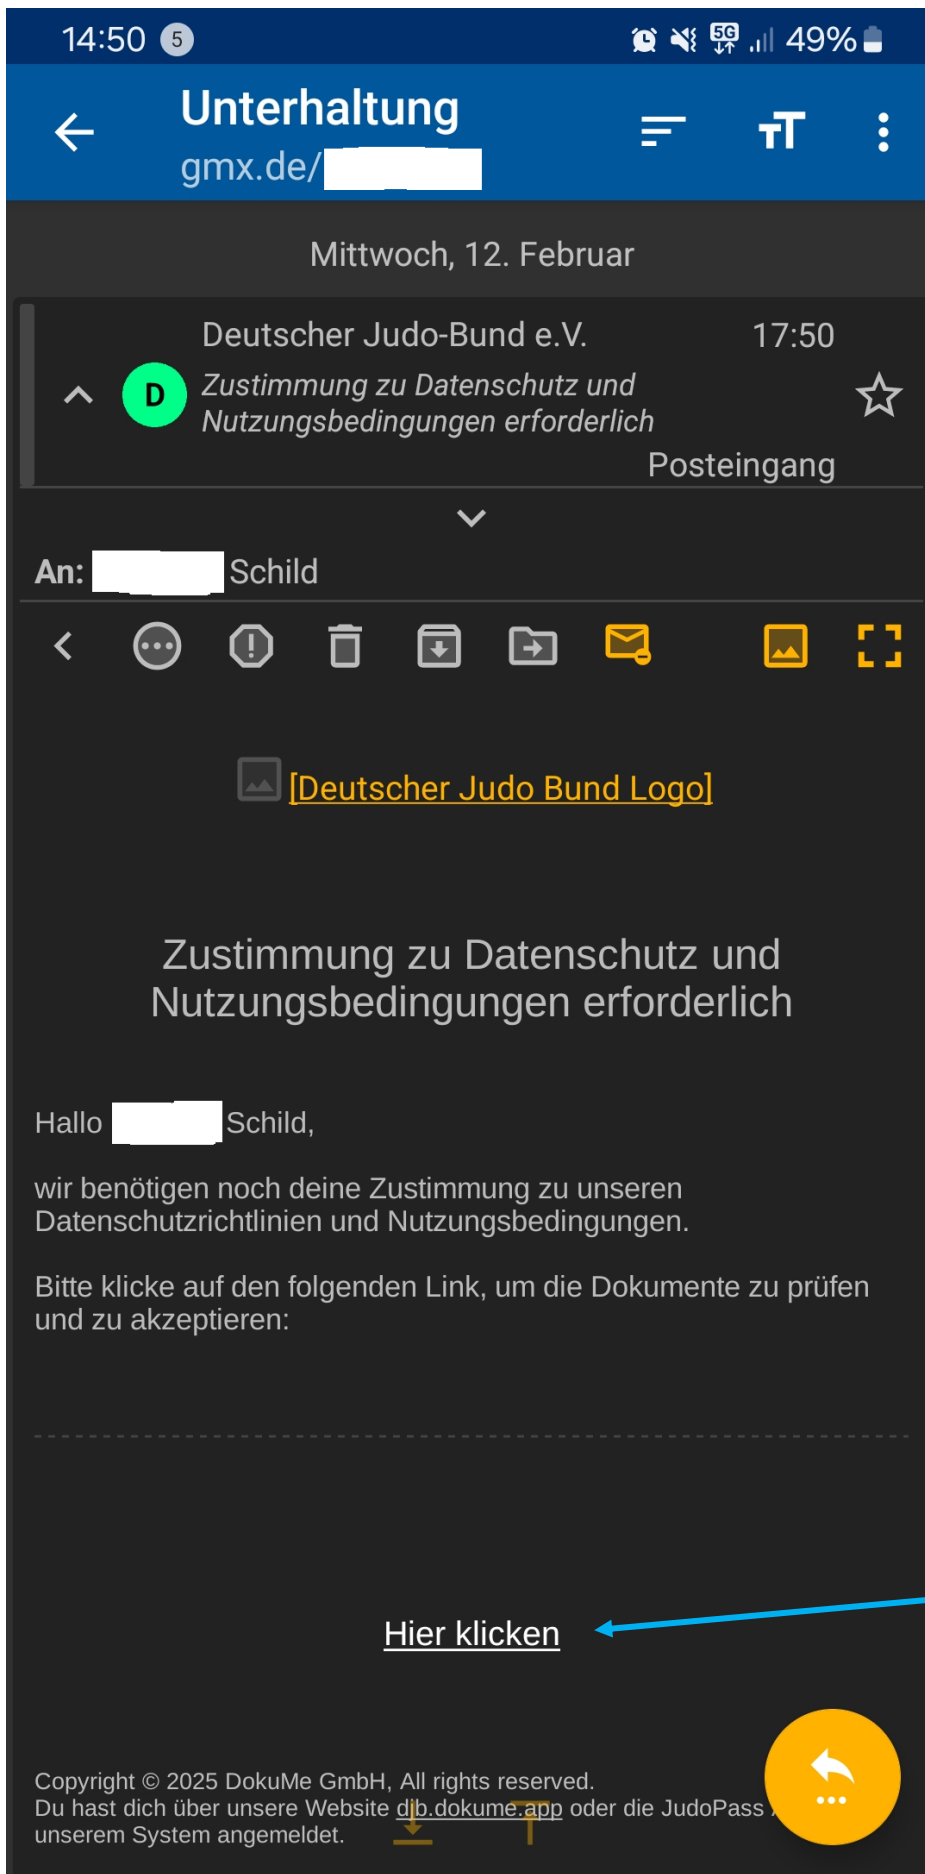 14:50 5 5G 49%
Unterhaltung
gmx.de/
Mittwoch, 12. Februar
Deutscher Judo-Bund e.V. 17:50
D Zustimmung zu Datenschutz und
Nutzungsbedingungen erforderlich
Posteingang
An: Schild
[Deutscher Judo Bund Logo]
Zustimmung zu Datenschutz und
Nutzungsbedingungen erforderlich
Hallo Schild,
wir benötigen noch deine Zustimmung zu unseren
Datenschutzrichtlinien und Nutzungsbedingungen.
Bitte klicke auf den folgenden Link, um die Dokumente zu prüfen
und zu akzeptieren:
Hier klicken
Copyright © 2025 DokuMe GmbH, All rights reserved.
Du hast dich über unsere Website djb.dokume.app oder die JudoPass
unserem System angemeldet.